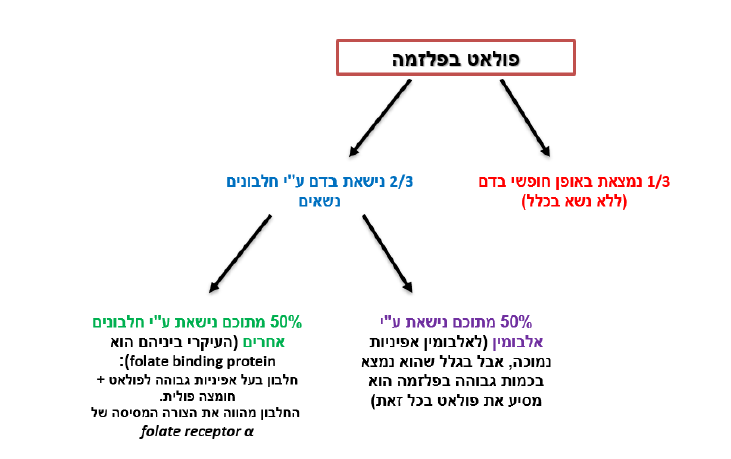 פולאט בפלזמה
1/3 נמצאת באופן חופשי בדם
(ללא נשא בכלל)
2/3 נישאת בדם ע"י חלבונים
נשאים
50% מתוכם נישאת ע"י
אלבומין (לאלבומין אפיניות
נמוכה, אבל בגלל שהוא נמצא
בכמות גבוהה בפלזמה הוא
מסיע את פולאט בכל זאת)
50% מתוכם נישאת ע"י חלבונים
אחרים (העיקרי ביניהם הוא
folate binding protein):
חלבון בעל אפיניות גבוהה לפולאט +
חומצה פולית.
החלבון מהווה את הצורה המסיסה של
folate receptor α